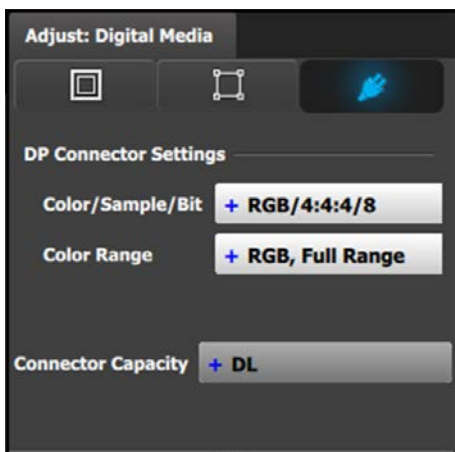 Adjust: Digital Media
DP Connector Settings
Color/Sample/Bit + RGB/4:4:4/8
Color Range + RGB, Full Range
Connector Capacity + DL